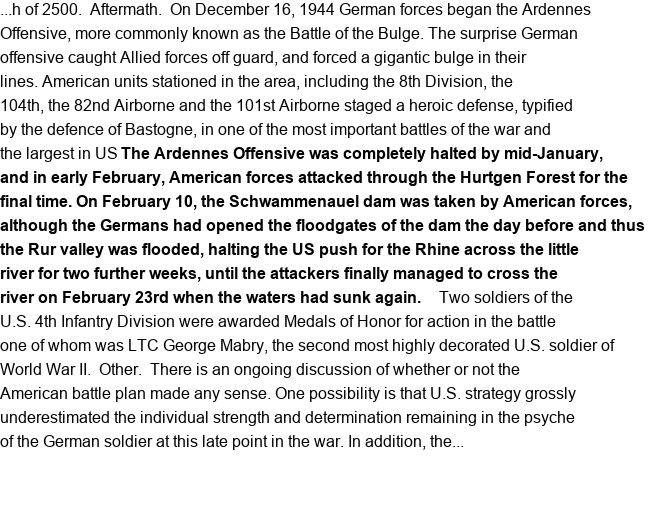 ...h of 2500.  Aftermath.  On December 16, 1944 German forces began the Ardennes
Offensive, more commonly known as the Battle of the Bulge. The surprise German
offensive caught Allied forces off guard, and forced a gigantic bulge in their
lines. American units stationed in the area, including the 8th Division, the
104th, the 82nd Airborne and the 101st Airborne staged a heroic defense, typified
by the defence of Bastogne, in one of the most important battles of the war and
the largest in US The Ardennes Offensive was completely halted by mid-January,
and in early February, American forces attacked through the Hurtgen Forest for the
final time. On February 10, the Schwammenauel dam was taken by American forces,
although the Germans had opened the floodgates of the dam the day before and thus
the Rur valley was flooded, halting the US push for the Rhine across the little
river for two further weeks, until the attackers finally managed to cross the
river on February 23rd when the waters had sunk again.    Two soldiers of the
U.S. 4th Infantry Division were awarded Medals of Honor for action in the battle
one of whom was LTC George Mabry, the second most highly decorated U.S. soldier of
World War II.  Other.  There is an ongoing discussion of whether or not the
American battle plan made any sense. One possibility is that U.S. strategy grossly
underestimated the individual strength and determination remaining in the psyche
of the German soldier at this late point in the war. In addition, the...